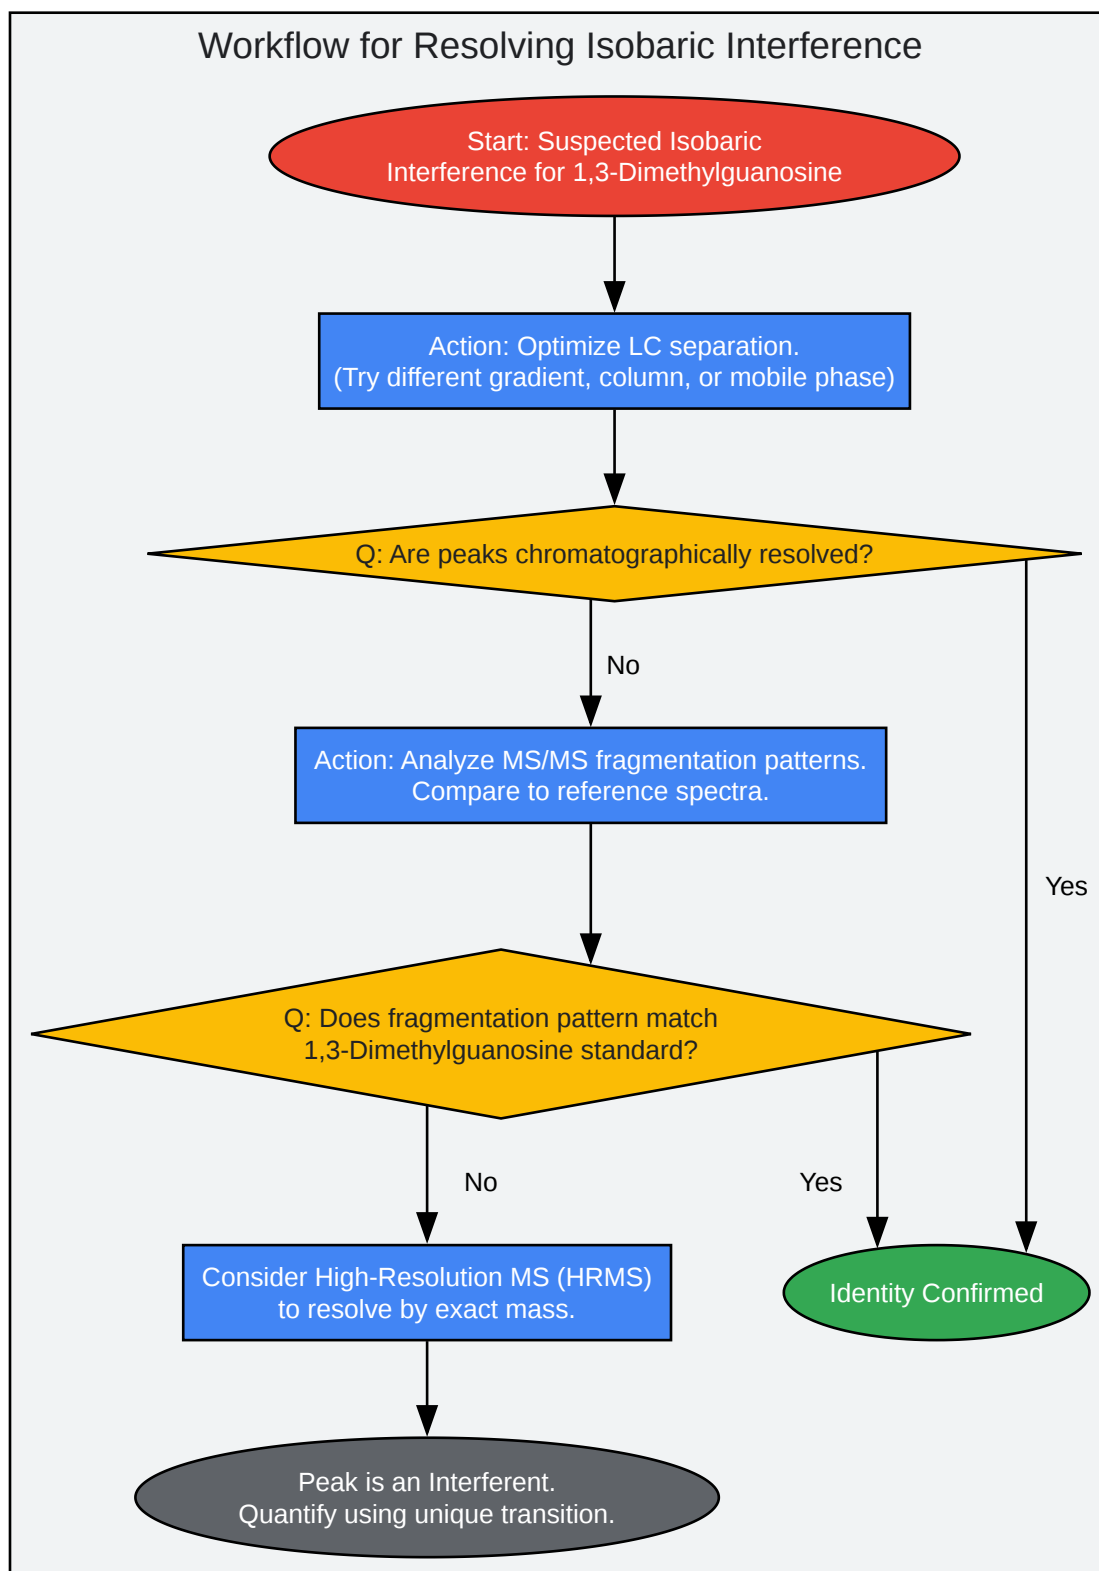 Workflow for Resolving Isobaric Interference
Start: Suspected Isobaric
Interference for 1,3-Dimethylguanosine
Action: Optimize LC separation.
(Try different gradient, column, or mobile phase)
Q: Are peaks chromatographically resolved?
No
Action: Analyze MS/MS fragmentation patterns.
Compare to reference spectra.
Yes
Q: Does fragmentation pattern match
1,3-Dimethylguanosine standard?
No
Yes
Consider High-Resolution MS (HRMS)
to resolve by exact mass.
Identity Confirmed
Peak is an Interferent.
Quantify using unique transition.